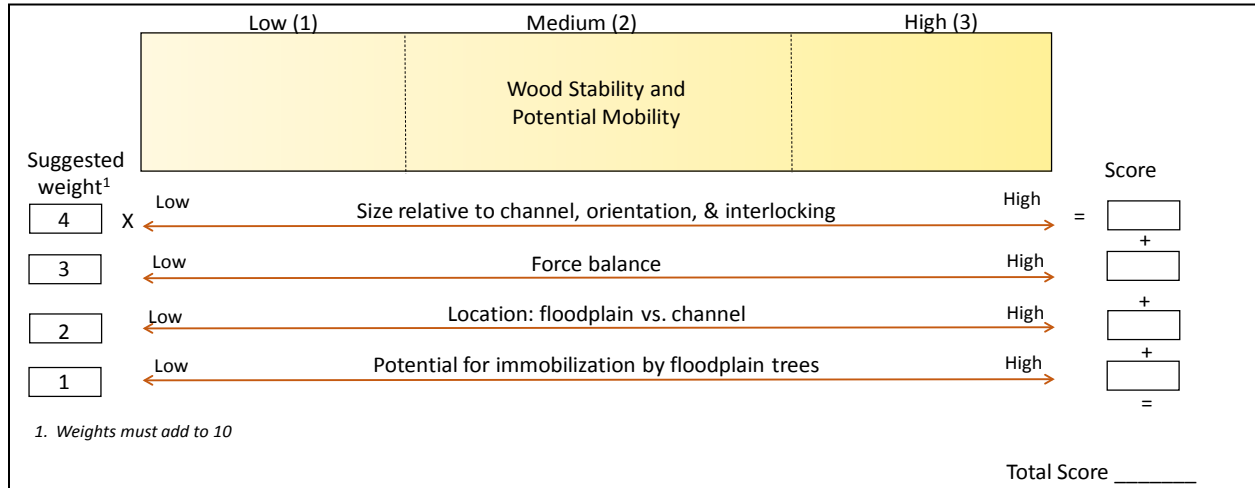 Low (1) Medium (2) High (3)
Wood Stability and
Potential Mobility
Suggested
weight1
Score
4 X Low Size relative to channel, orientation, & interlocking High =
+
3 Low Force balance High
+
2 Low Location: floodplain vs. channel High
+
1 Low Potential for immobilization by floodplain trees High
=
1. Weights must add to 10
Total Score _______